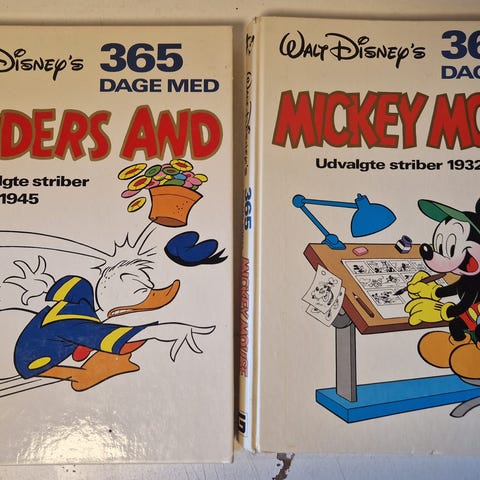 Disney's
365
DAGE MED
DERS AND
lgte striber
1945
WALT DISNEY'S
36
DAG
MICKEY MO
Udvalgte striber 1932
365
MICKEY MOUSE